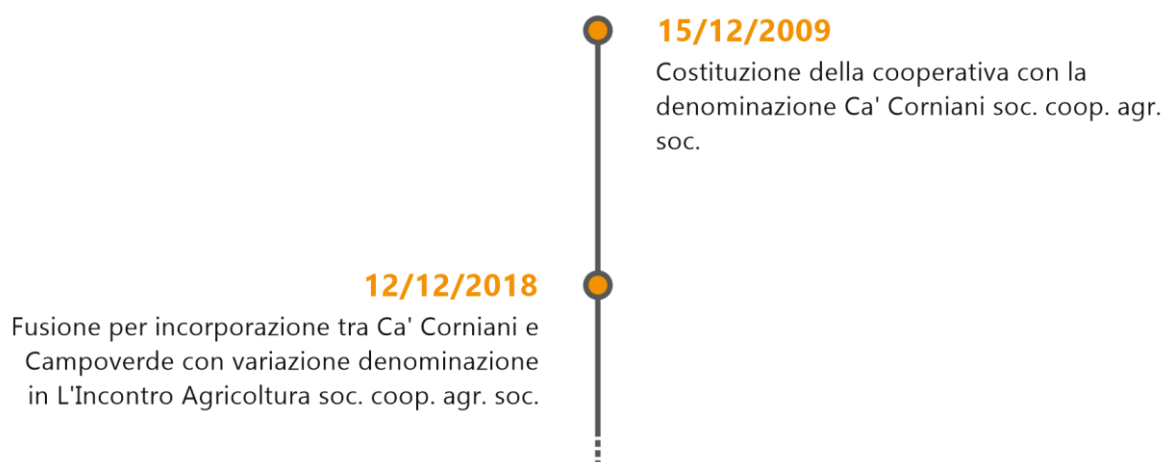 15/12/2009
Costituzione della cooperativa con la
denominazione Ca' Corniani soc. coop. agr.
soc.
12/12/2018
Fusione per incorporazione tra Ca' Corniani e
Campoverde con variazione denominazione
in L'Incontro Agricoltura soc. coop. agr. soc.